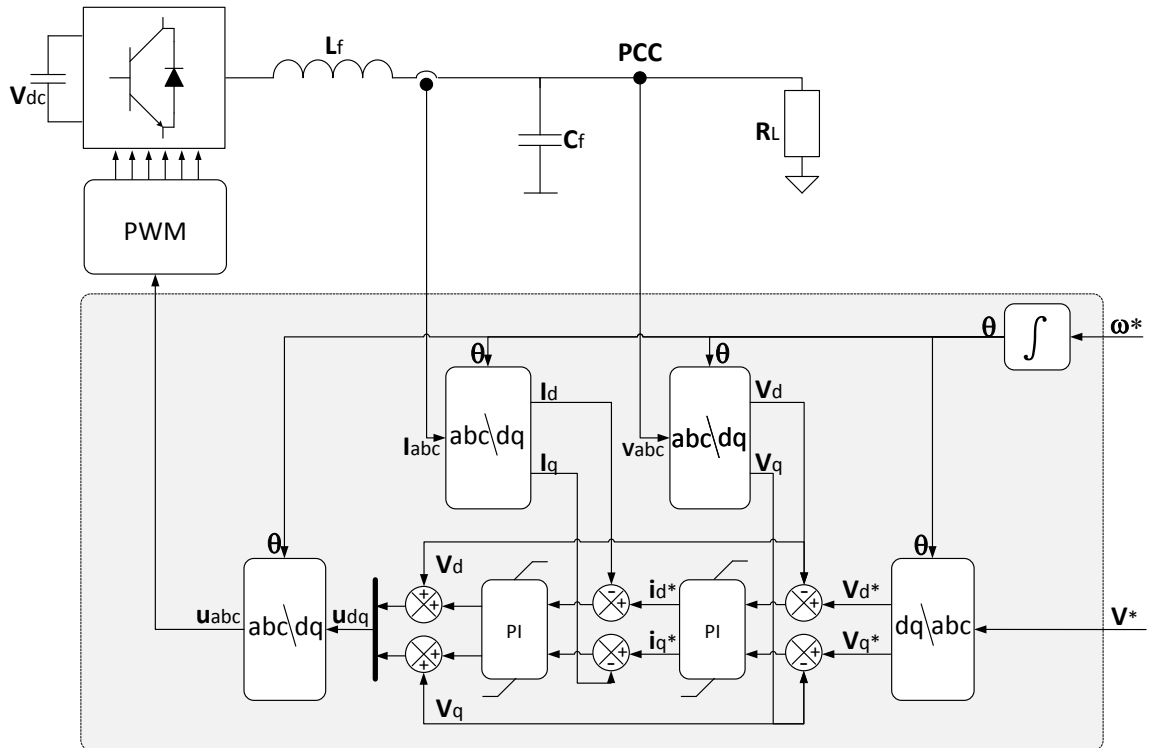 Lf
PCC
Vdc
Cf
RL
PWM
θ
∫
ω*
θ
θ
θ
Id
Vd
abc\dq
abc\dq
Iabc
vabc
Iq
Vq
θ
θ
Vd
+
+
PI
-
+
id*
PI
-
+
Vd*
uabc
abc\dq
udq
dq\abc
V*
+
+
-
+
iq*
-
+
Vq*
Vq